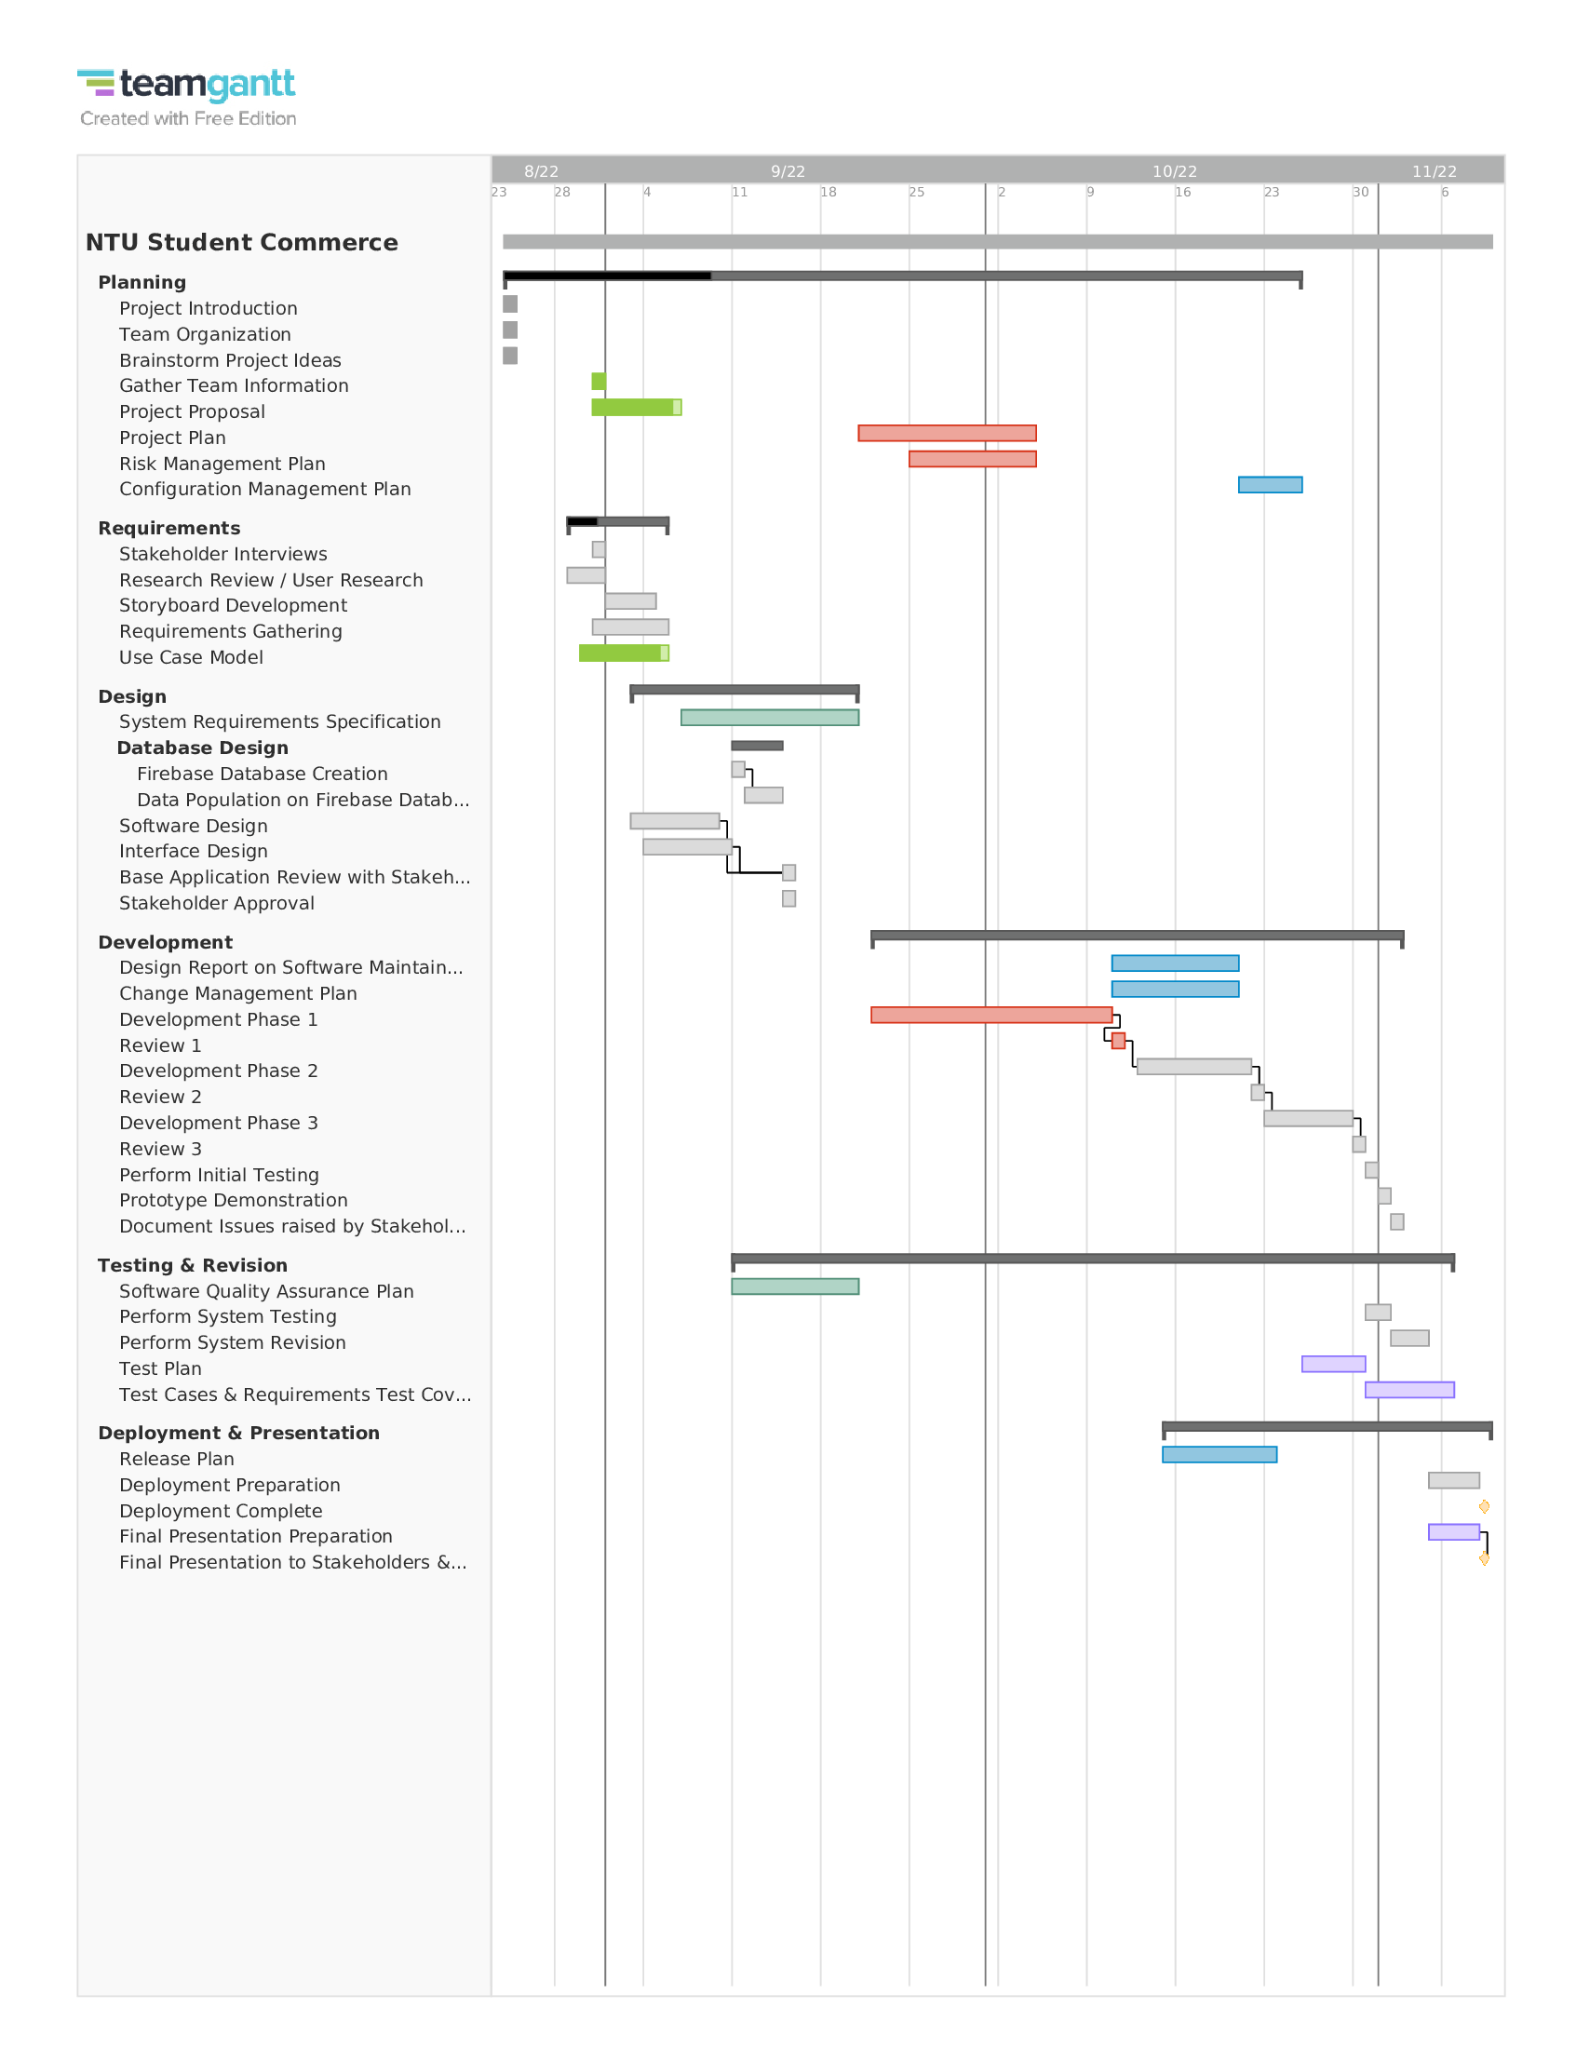 teamgantt
Created with Free Edition
8/22 9/22 10/22 11/22
23 28 4 11 18 25 2 9 16 23 30 6
NTU Student Commerce
Planning
Project Introduction
Team Organization
Brainstorm Project Ideas
Gather Team Information
Project Proposal
Project Plan
Risk Management Plan
Configuration Management Plan
Requirements
Stakeholder Interviews
Research Review / User Research
Storyboard Development
Requirements Gathering
Use Case Model
Design
System Requirements Specification
Database Design
Firebase Database Creation
Data Population on Firebase Datab...
Software Design
Interface Design
Base Application Review with Stakeh...
Stakeholder Approval
Development
Design Report on Software Maintain...
Change Management Plan
Development Phase 1
Review 1
Development Phase 2
Review 2
Development Phase 3
Review 3
Perform Initial Testing
Prototype Demonstration
Document Issues raised by Stakehol...
Testing & Revision
Software Quality Assurance Plan
Perform System Testing
Perform System Revision
Test Plan
Test Cases & Requirements Test Cov...
Deployment & Presentation
Release Plan
Deployment Preparation
Deployment Complete
Final Presentation Preparation
Final Presentation to Stakeholders &...